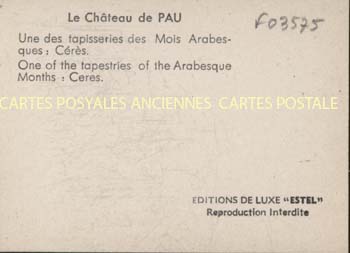 Le Château de PAU
F03575
Une des tapisseries des Mois Arabes-
ques : Cérès.
One of the tapestries of the Arabesque
Months : Ceres.
CARTES POSTALES ANCIENNES CARTES POSTALE
EDITIONS DE LUXE "ESTEL"
Reproduction Interdite